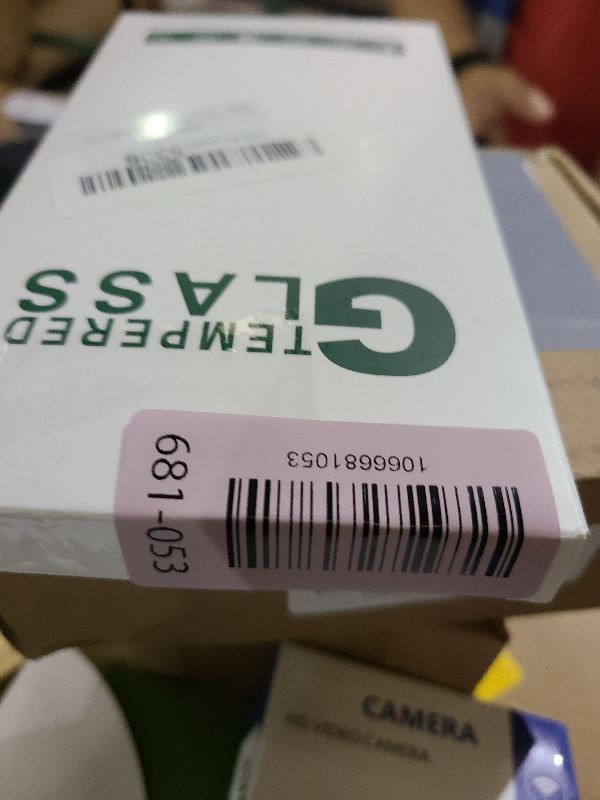 GLASS
TEMPERED
1066681053
681-053
CAMERA
HD VIDEO CAMERA